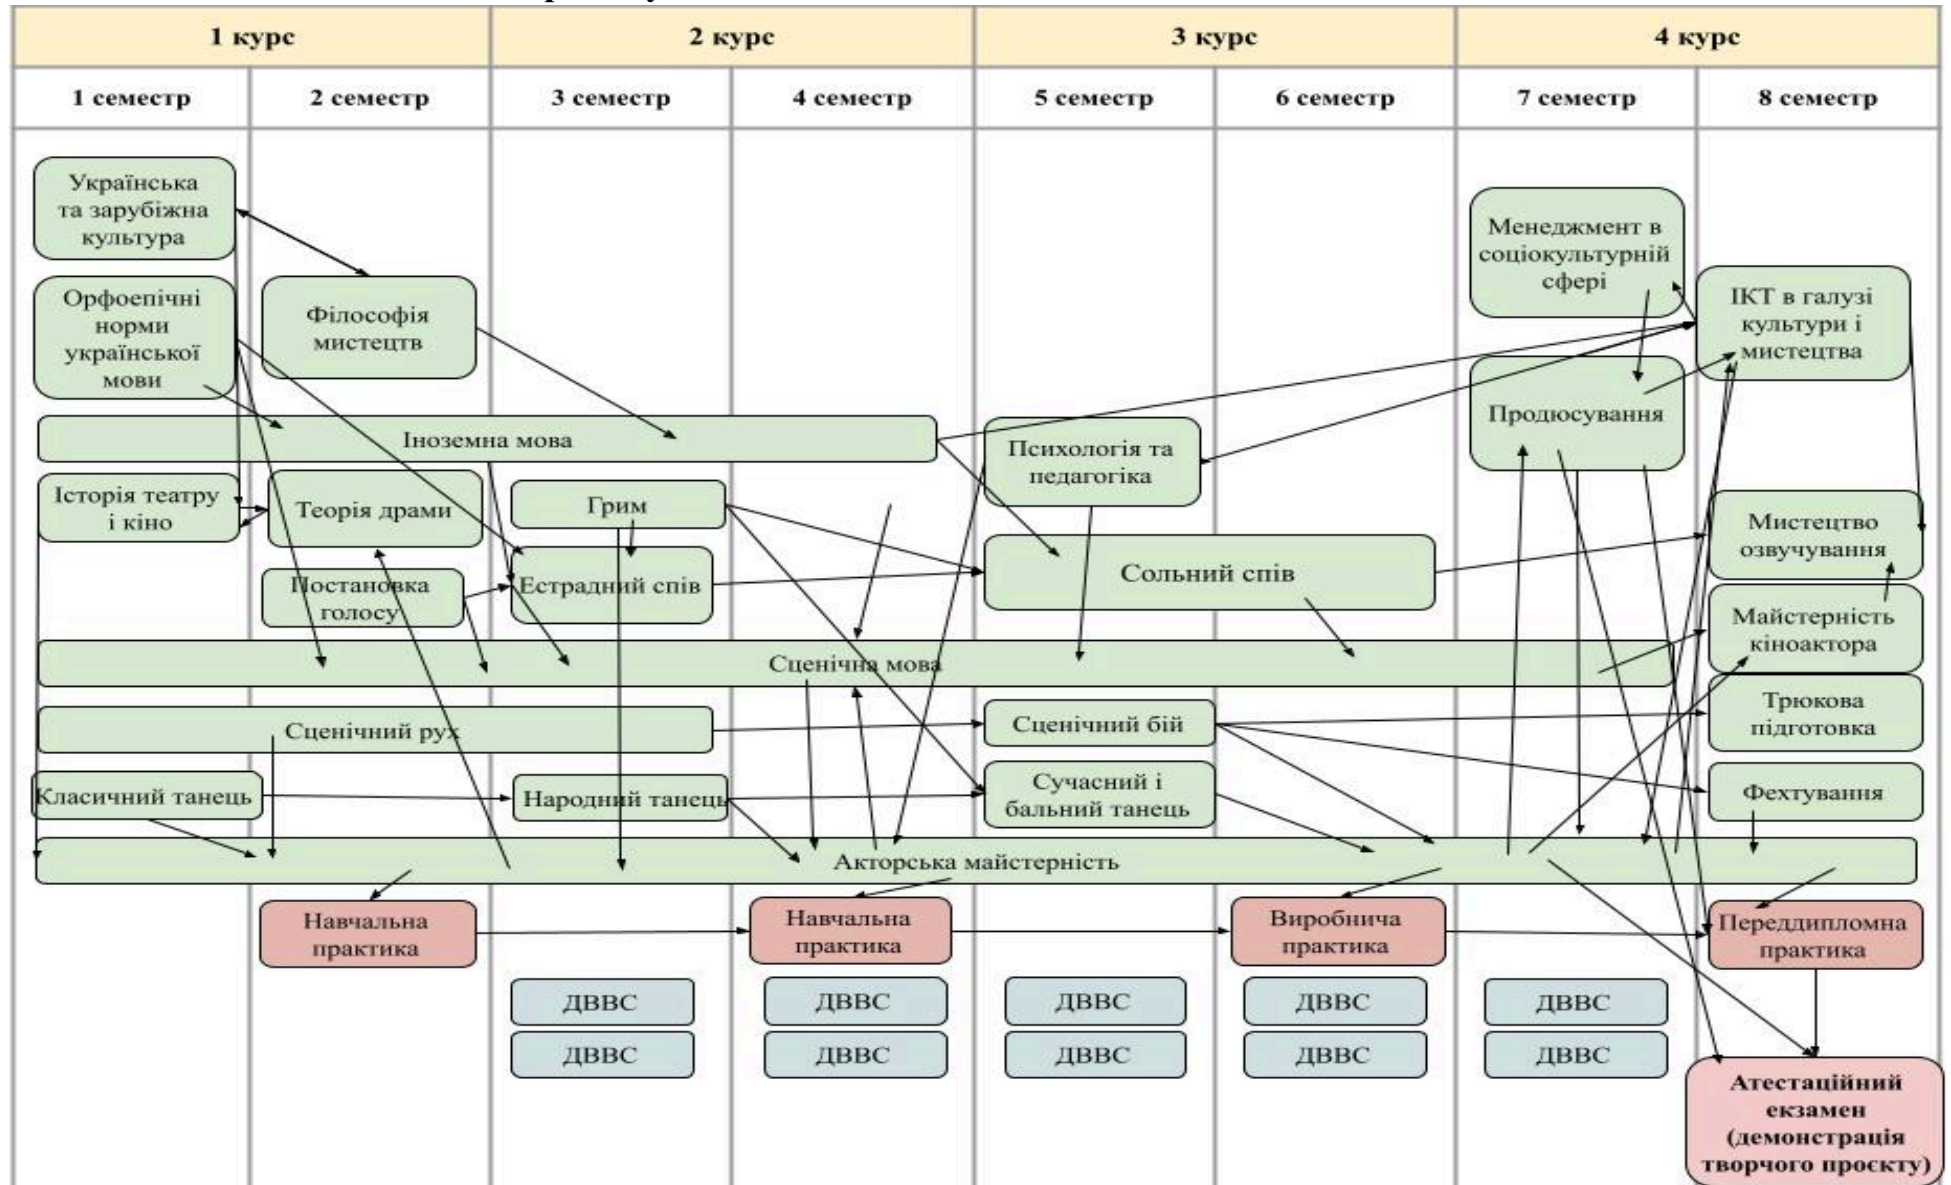 1 курс
2 курс
3 курс
4 курс
1 семестр
2 семестр
3 семестр
4 семестр
5 семестр
6 семестр
7 семестр
8 семестр
Українська
та зарубіжна
культура
Орфоепічні
норми
української
мови
Філософія
мистецтв
Менеджмент в
соціокультурній
сфері
ІКТ в галузі
культури і
мистецтва
Продюсування
Іноземна мова
Психологія та
педагогіка
Історія театру
і кіно
Теорія драми
Грим
Мистецтво
озвучування
Постановка
голосу
Естрадний спів
Сольний спів
Майстерність
кіноактора
Сценічна мова
Сценічний рух
Сценічний бій
Трюкова
підготовка
Класичний танець
Народний танець
Сучасний і
бальний танець
Фехтування
Акторська майстерність
Навчальна
практика
Навчальна
практика
Виробнича
практика
Переддипломна
практика
ДВВС
ДВВС
ДВВС
ДВВС
ДВВС
ДВВС
ДВВС
ДВВС
ДВВС
ДВВС
Атестаційний
екзамен
(демонстрація
творчого проєкту)